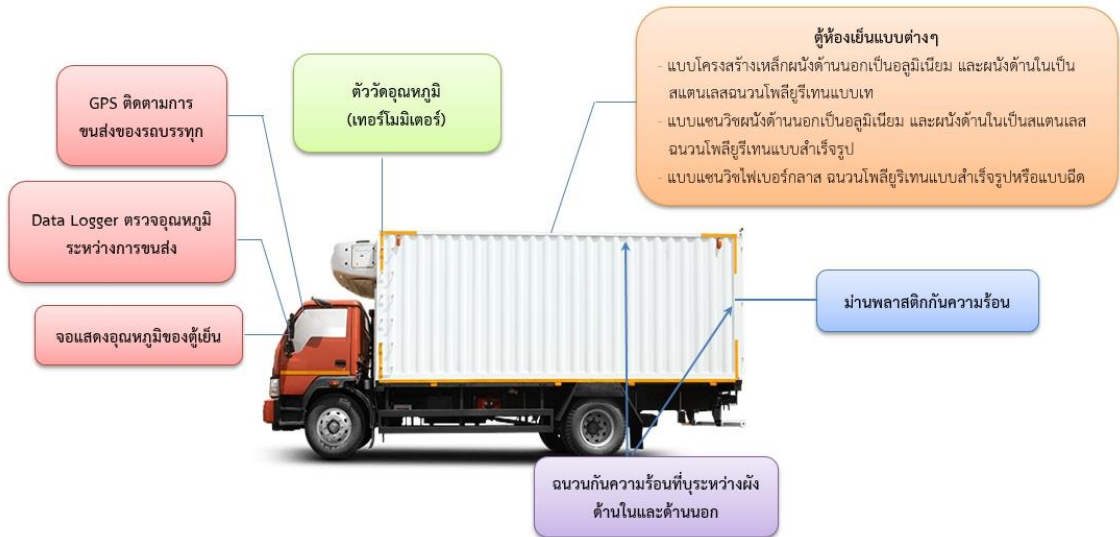 ตู้ห้องเย็นแบบต่างๆ
- แบบโครงสร้างเหล็กผนังด้านนอกเป็นอลูมิเนียม และผนังด้านในเป็น
สแตนเลสฉนวนโพลียูรีเทนแบบเท
- แบบแซนวิชผนังด้านนอกเป็นอลูมิเนียม และผนังด้านในเป็นสแตนเลส
ฉนวนโพลียูรีเทนแบบสำเร็จรูป
- แบบแซนวิชไฟเบอร์กลาส ฉนวนโพลียูริเทนแบบสำเร็จรูปหรือแบบฉีด
ตัววัดอุณหภูมิ
(เทอร์โมมิเตอร์)
GPS ติดตามการ
ขนส่งของรถบรรทุก
Data Logger ตรวจอุณหภูมิ
ระหว่างการขนส่ง
จอแสดงอุณหภูมิของตู้เย็น
ม่านพลาสติกกันความร้อน
ฉนวนกันความร้อนที่บุระหว่างผัง
ด้านในและด้านนอก